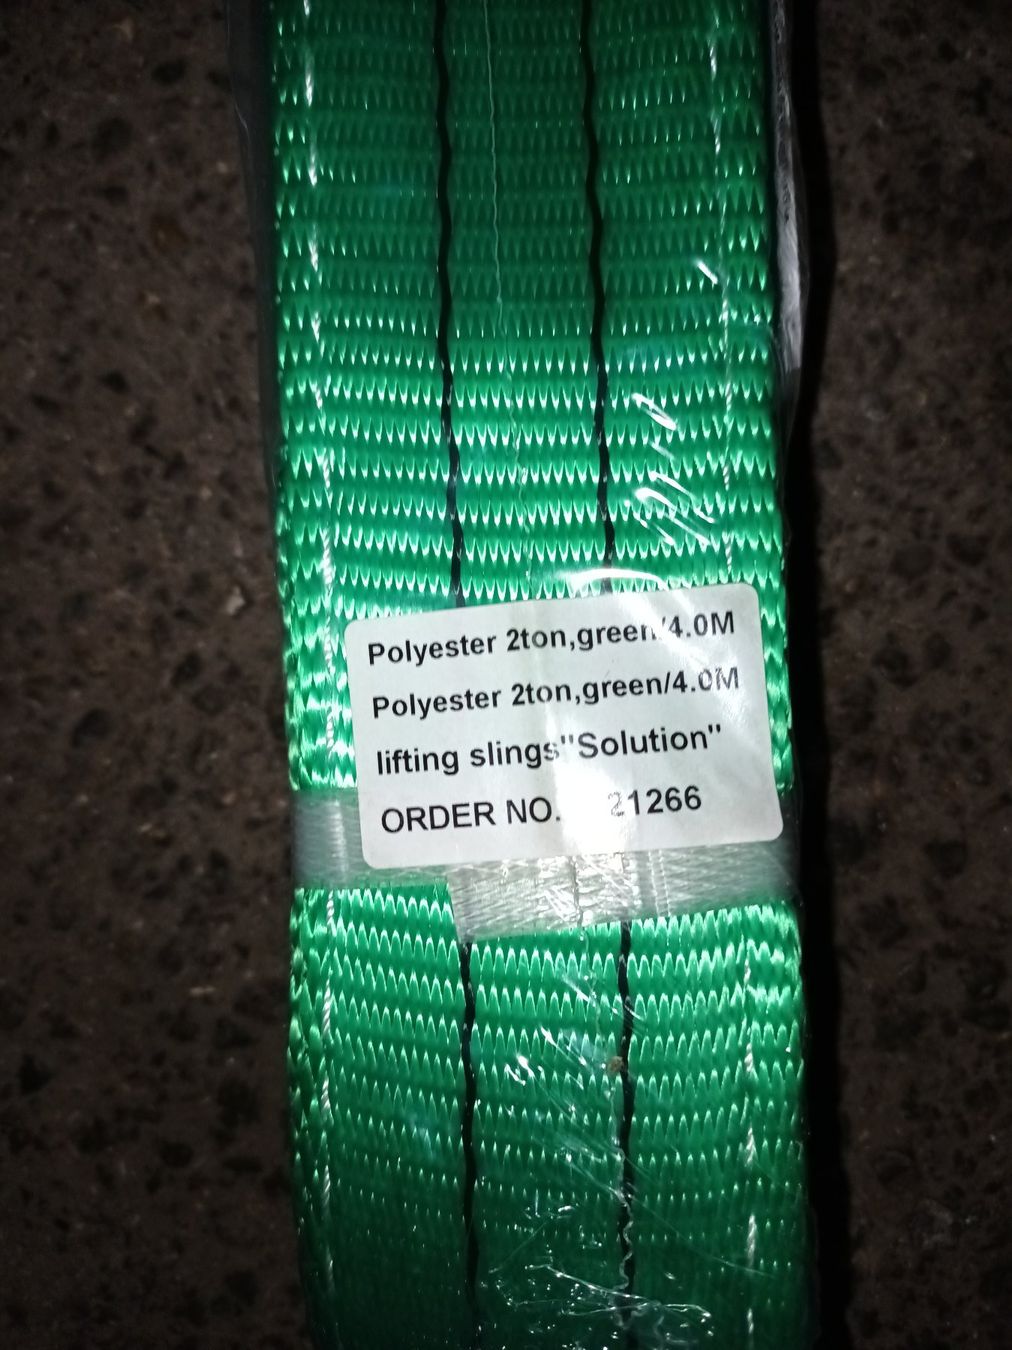 Polyester 2ton,green/4.0M
Polyester 2ton,green/4.0M
lifting slings"Solution"
ORDER NO. 21266